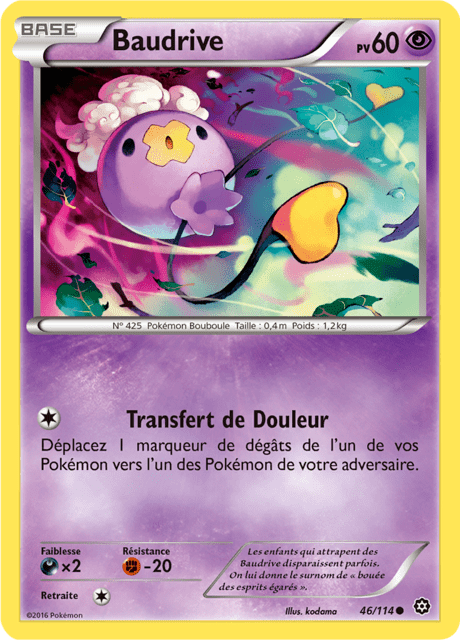 BASE
Baudrive
PV60
N° 425 Pokémon Bouboule Taille : 0,4m Poids : 1,2kg
Transfert de Douleur
Déplacez 1 marqueur de dégâts de l'un de vos
Pokémon vers l'un des Pokémon de votre adversaire.
Faiblesse
×2
Résistance
-20
Les enfants qui attrapent des
Baudrive disparaissent parfois.
On lui donne le surnom de « bouée
des esprits égarés ».
Retraite
©2016 Pokémon
Illus. kodama
46/114